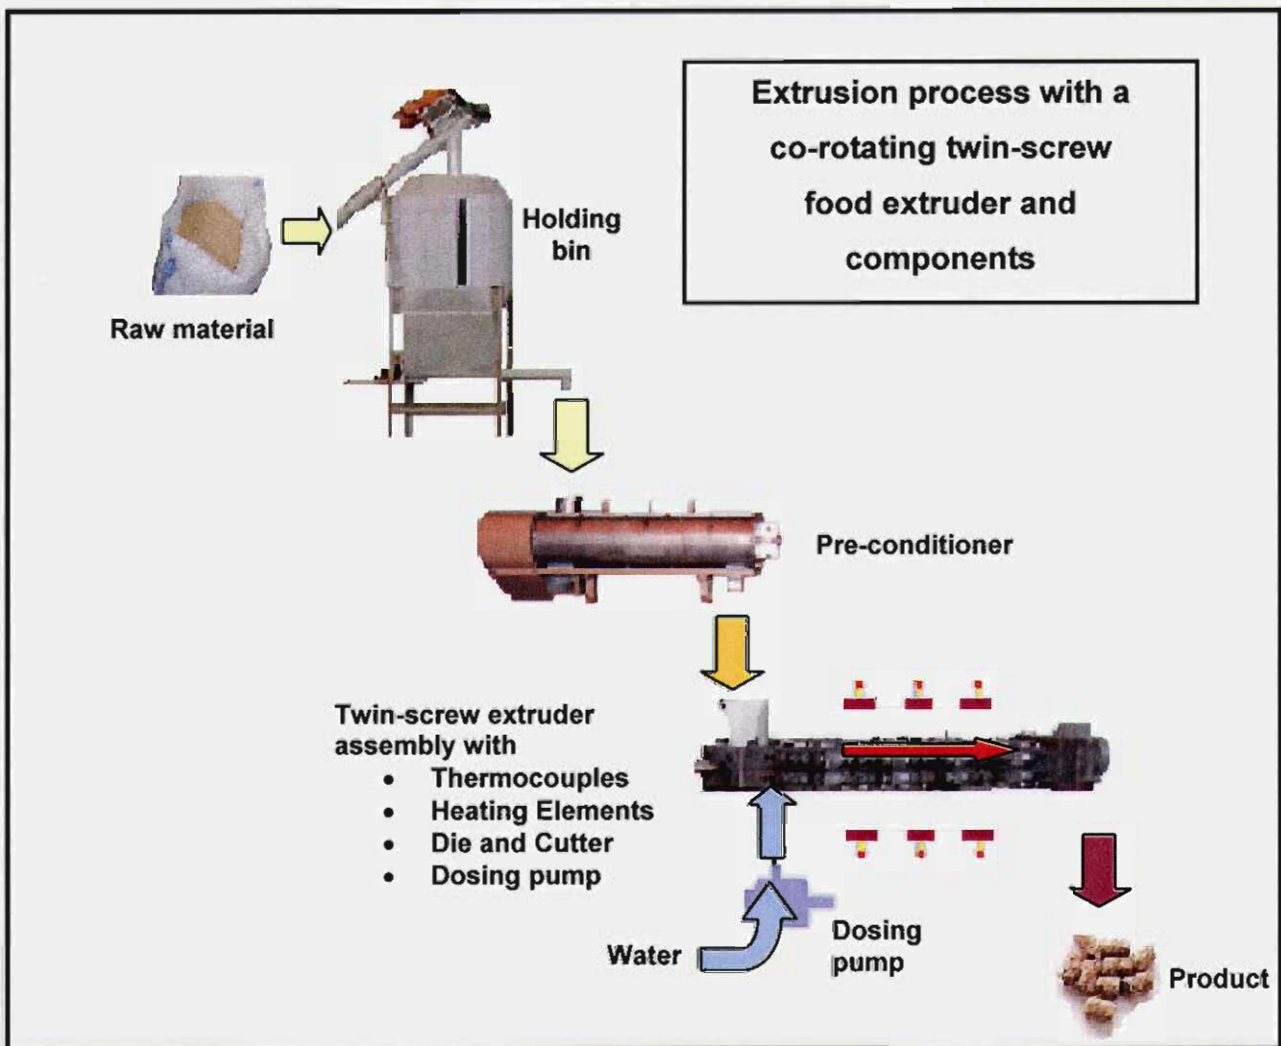 Extrusion process with a
co-rotating twin-screw
food extruder and
components
Holding
bin
Raw material
Pre-conditioner
Twin-screw extruder
assembly with
• Thermocouples
• Heating Elements
• Die and Cutter
• Dosing pump
Water
Dosing
pump
Product